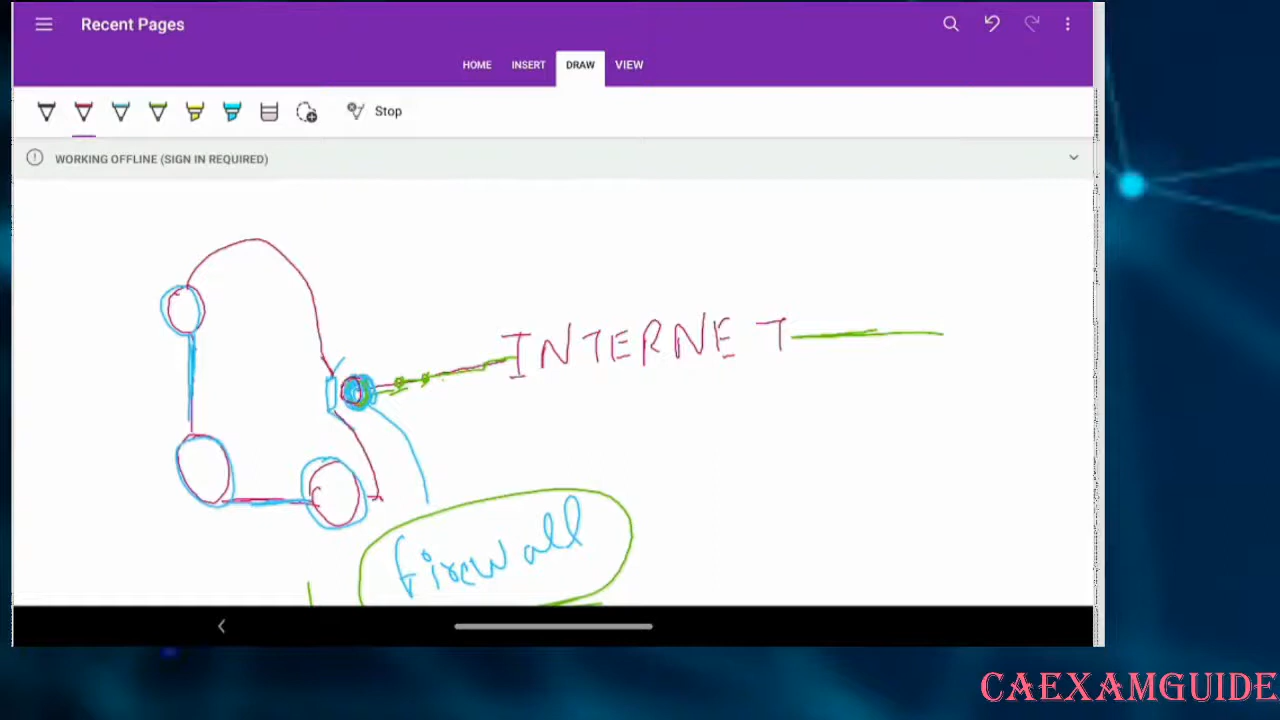 Recent Pages
HOME INSERT DRAW VIEW
Stop
WORKING OFFLINE (SIGN IN REQUIRED)
INTERNET
firewall
CAEXAMGUIDE